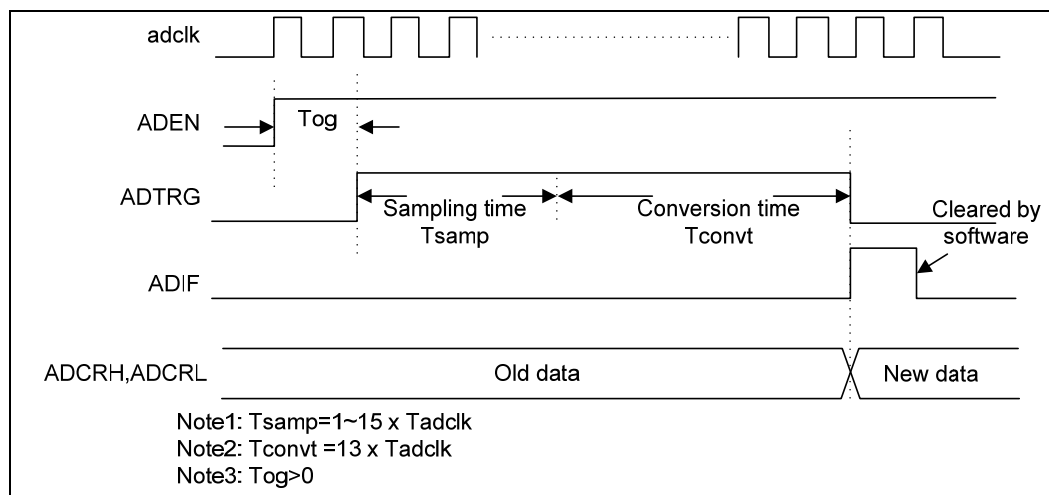 adclk
ADEN
Tog
ADTRG
Sampling time
Tsamp
Conversion time
Tconvt
Cleared by
software
ADIF
ADCRH,ADCRL
Old data
New data
Note1: Tsamp=1~15 x Tadclk
Note2: Tconvt =13 x Tadclk
Note3: Tog>0